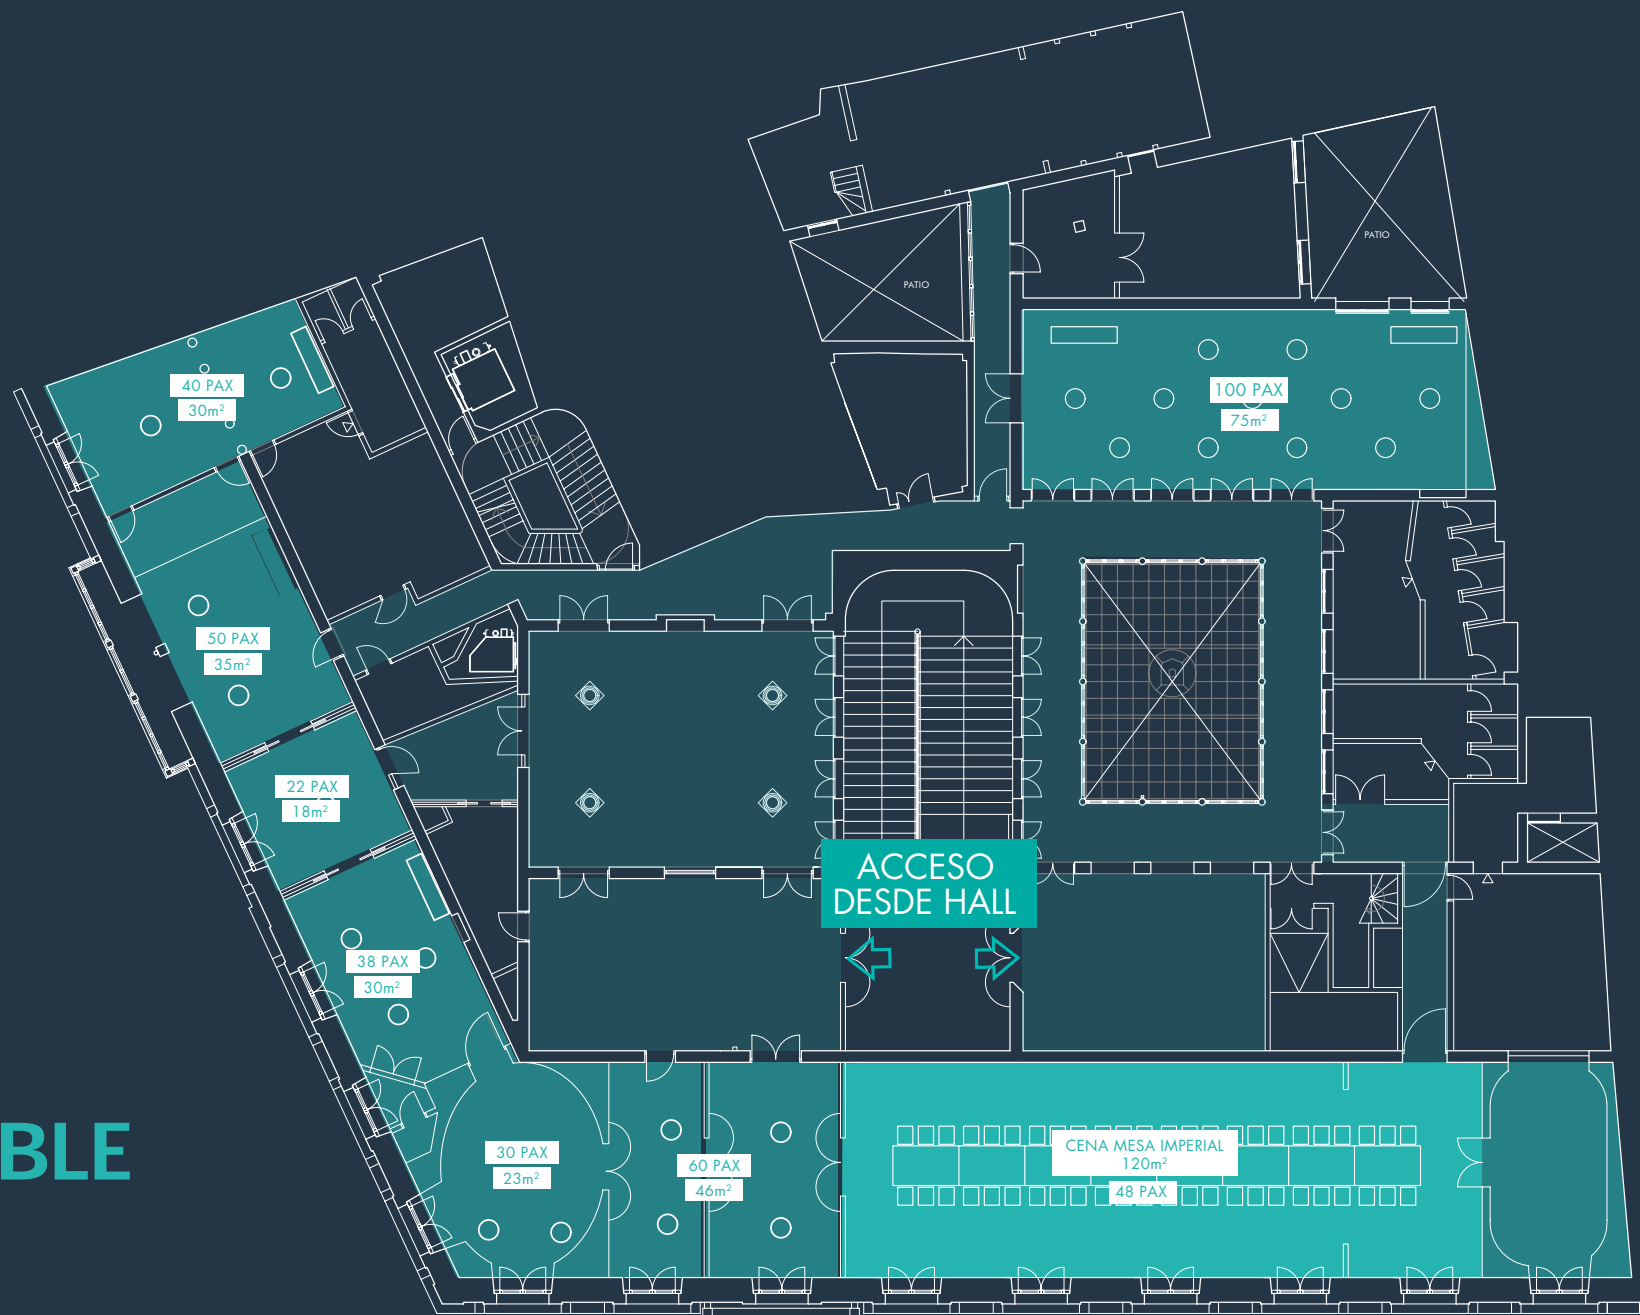 PATIO
PATIO
40 PAX
30m²
100 PAX
75m²
50 PAX
35m²
22 PAX
18m²
ACCESO
DESDE HALL
38 PAX
30m²
BLE
30 PAX
23m²
60 PAX
46m²
CENA MESA IMPERIAL
120m²
48 PAX